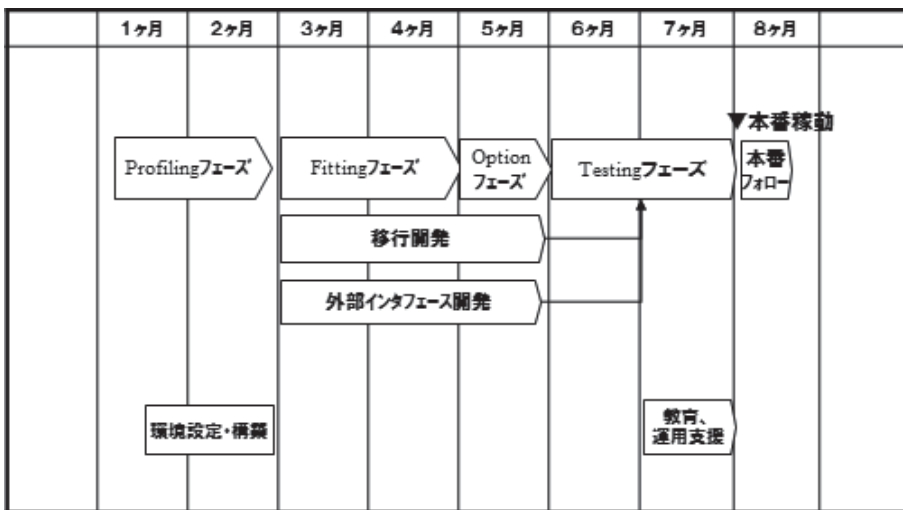 1ヶ月 2ヶ月 3ヶ月 4ヶ月 5ヶ月 6ヶ月 7ヶ月 8ヶ月
▼本番稼動
Profilingフェーズ
Fittingフェーズ
Option
フェーズ
Testingフェーズ
本番
フォロー
移行開発
外部インタフェース開発
環境設定・構築
教育、
運用支援